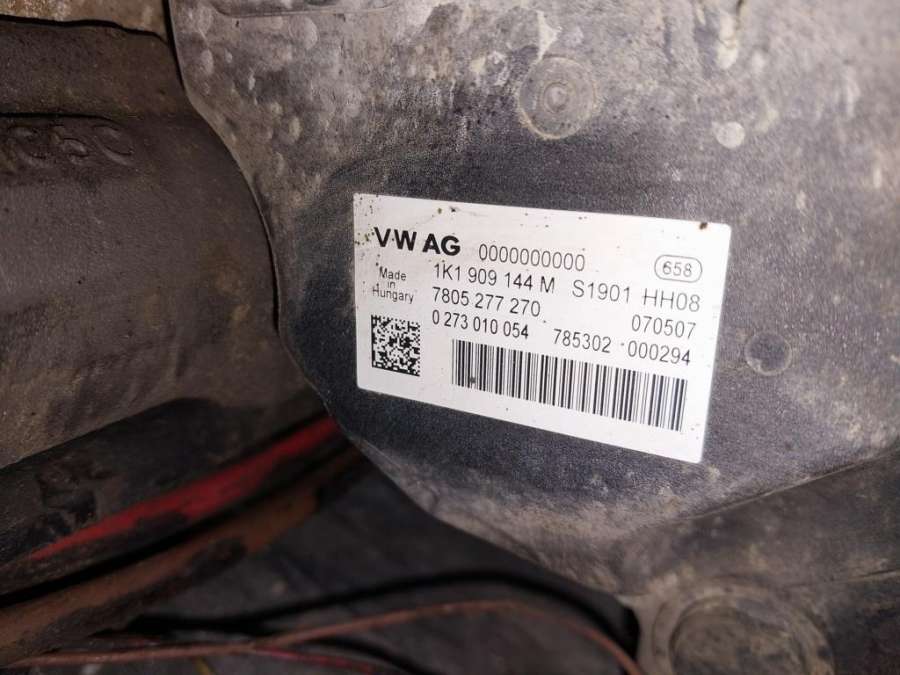 VW AG 0000000000 658
Made in Hungary
1K1 909 144 M S1901 HH08
7805 277 270 070507
0 273 010 054 785302 000294